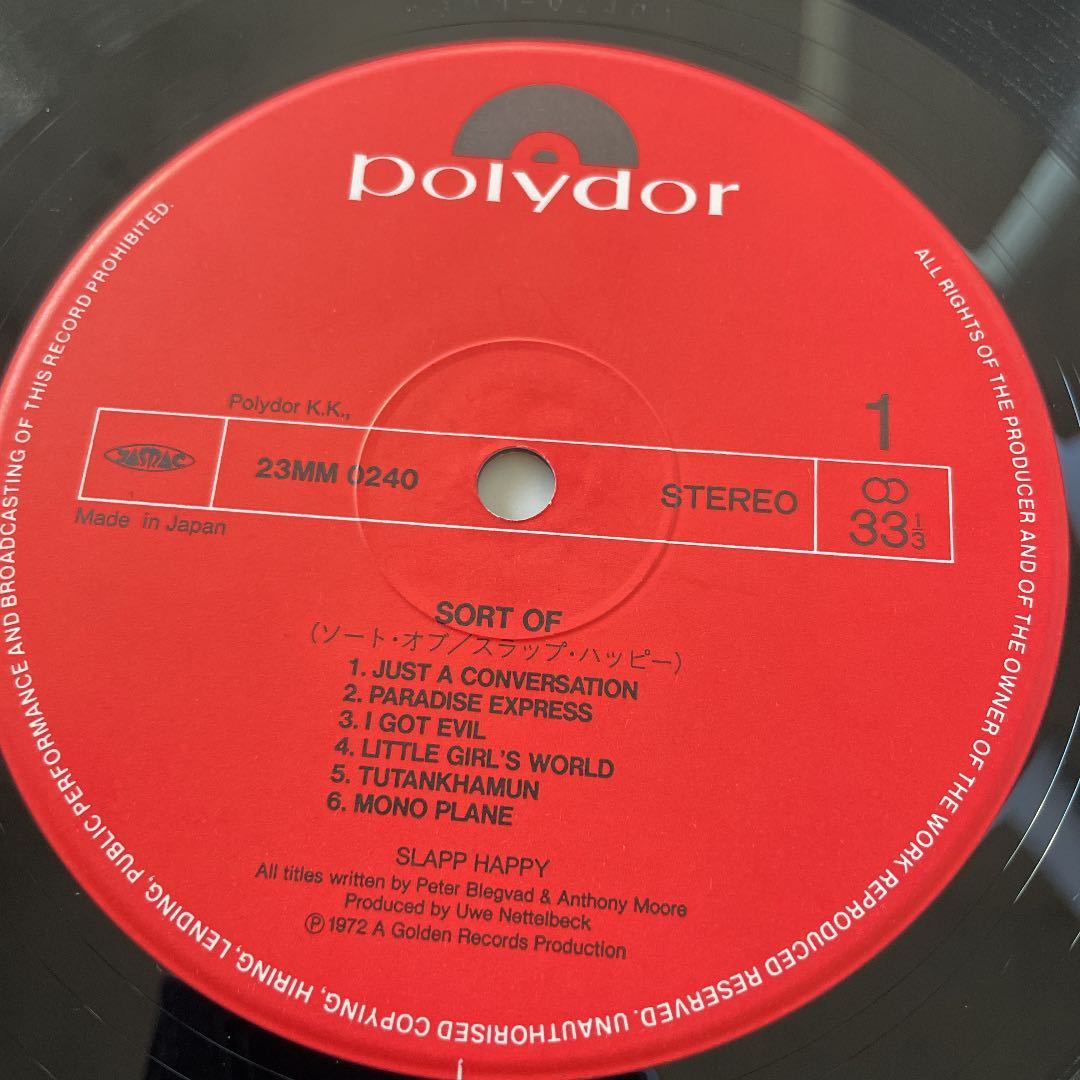 polydor
ALL RIGHTS OF THE PRODUCER AND OF THE OWNER OF THE WORK REPRODUCED RESERVED. UNAUTHORISED COPYING, HIRING, LENDING, PUBLIC PERFORMANCE AND BROADCASTING OF THIS RECORD PROHIBITED.
1
Polydor K.K.,
JASRAC
23MM 0240
STEREO
33 1/3
Made in Japan
SORT OF
(ソート・オブ/スラップ・ハッピー)
1. JUST A CONVERSATION
2. PARADISE EXPRESS
3. I GOT EVIL
4. LITTLE GIRL'S WORLD
5. TUTANKHAMUN
6. MONO PLANE
SLAPP HAPPY
All titles written by Peter Blegvad & Anthony Moore
Produced by Uwe Nettelbeck
Ⓟ 1972 A Golden Records Production